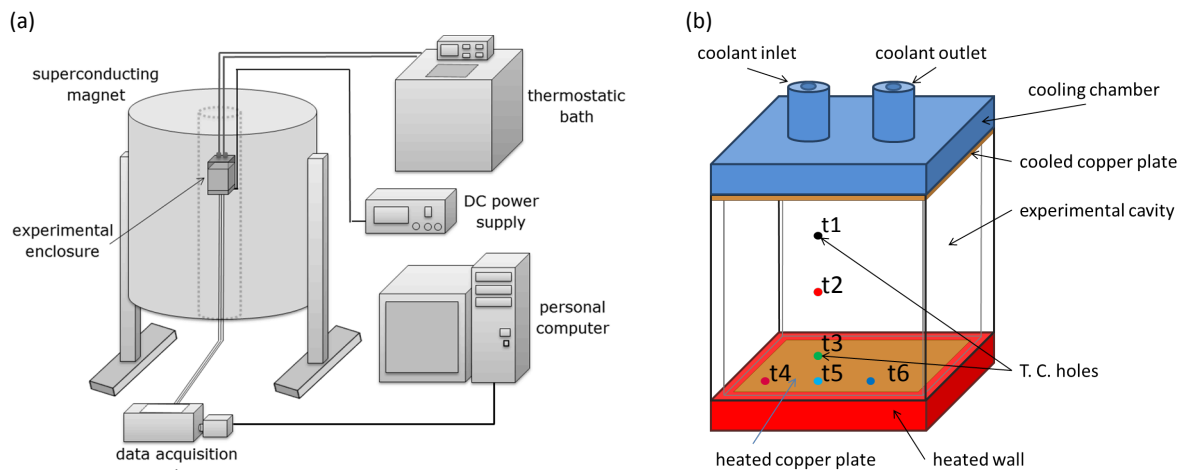 (a)
superconducting
magnet
thermostatic
bath
DC power
supply
experimental
enclosure
personal
computer
data acquisition
(b)
coolant inlet
coolant outlet
cooling chamber
cooled copper plate
experimental cavity
t1
t2
t3
t4
t5
t6
T. C. holes
heated copper plate
heated wall